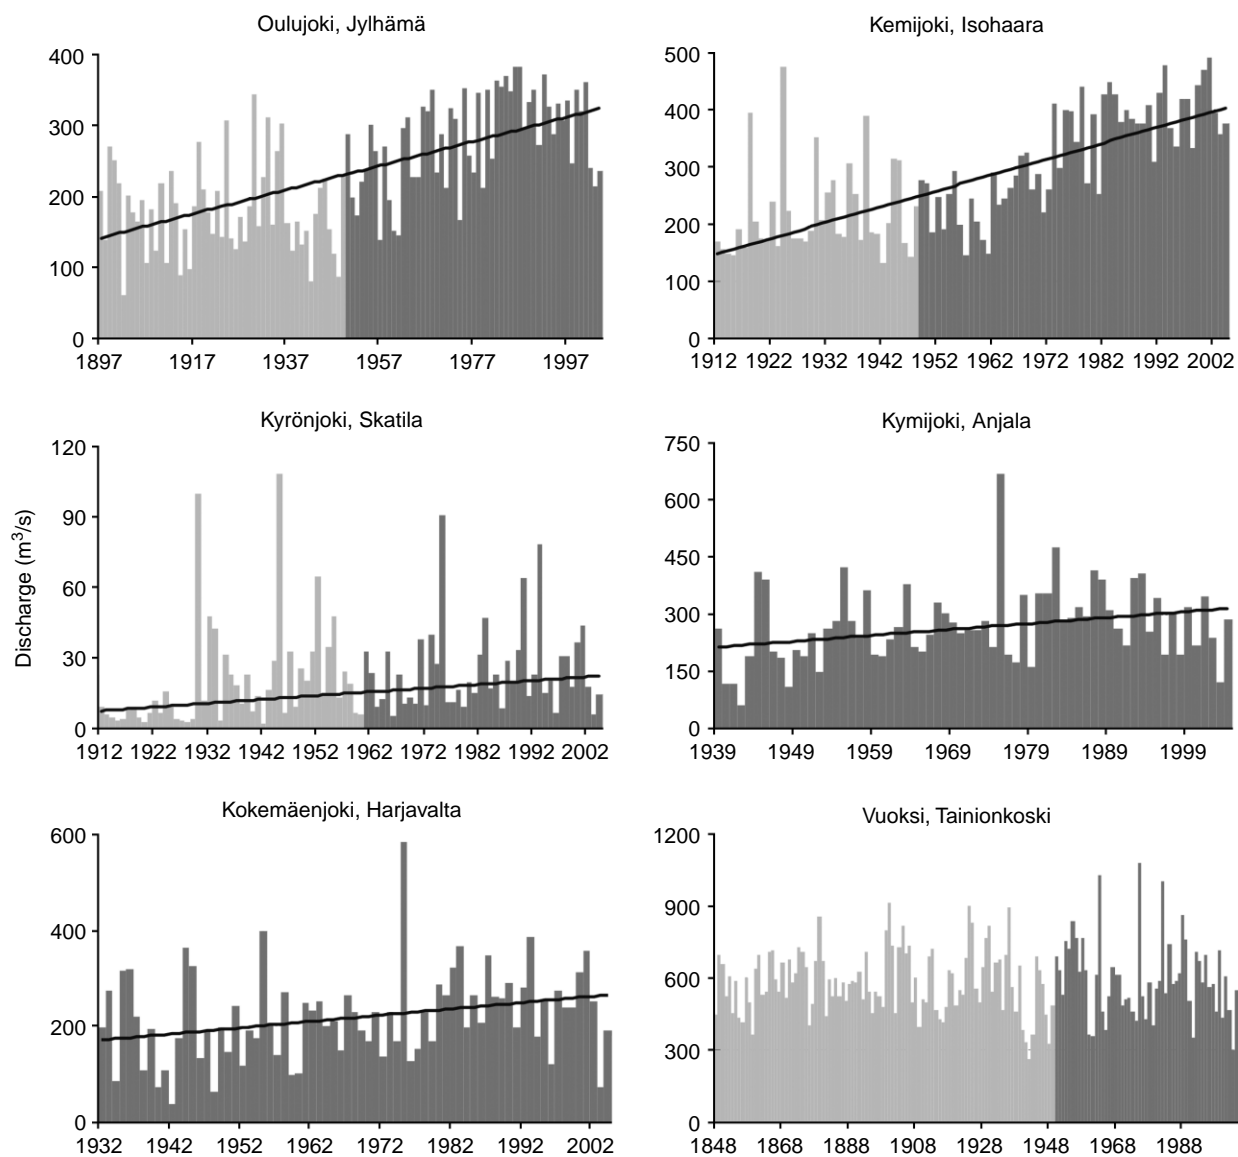 Oulujoki, Jylhämä
400
300
200
100
0
1897 1917 1937 1957 1977 1997
Kemijoki, Isohaara
500
400
300
200
100
0
1912 1922 1932 1942 1952 1962 1972 1982 1992 2002
Discharge (m³/s)
Kyrönjoki, Skatila
120
90
60
30
0
1912 1922 1932 1942 1952 1962 1972 1982 1992 2002
Kymijoki, Anjala
750
600
450
300
150
0
1939 1949 1959 1969 1979 1989 1999
Kokemäenjoki, Harjavalta
600
400
200
0
1932 1942 1952 1962 1972 1982 1992 2002
Vuoksi, Tainionkoski
1200
900
600
300
0
1848 1868 1888 1908 1928 1948 1968 1988